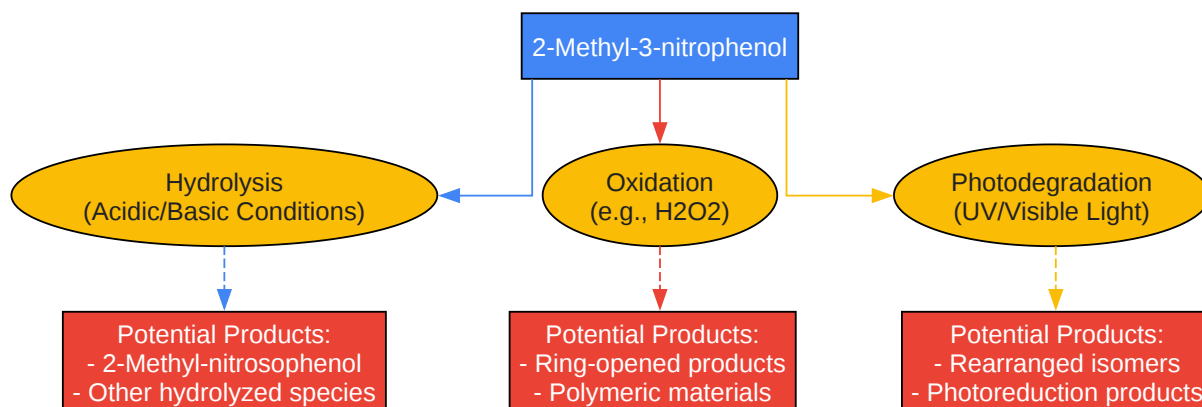 2-Methyl-3-nitrophenol
Hydrolysis
(Acidic/Basic Conditions)
Oxidation
(e.g., H2O2)
Photodegradation
(UV/Visible Light)
Potential Products:
- 2-Methyl-nitrosophenol
- Other hydrolyzed species
Potential Products:
- Ring-opened products
- Polymeric materials
Potential Products:
- Rearranged isomers
- Photoreduction products